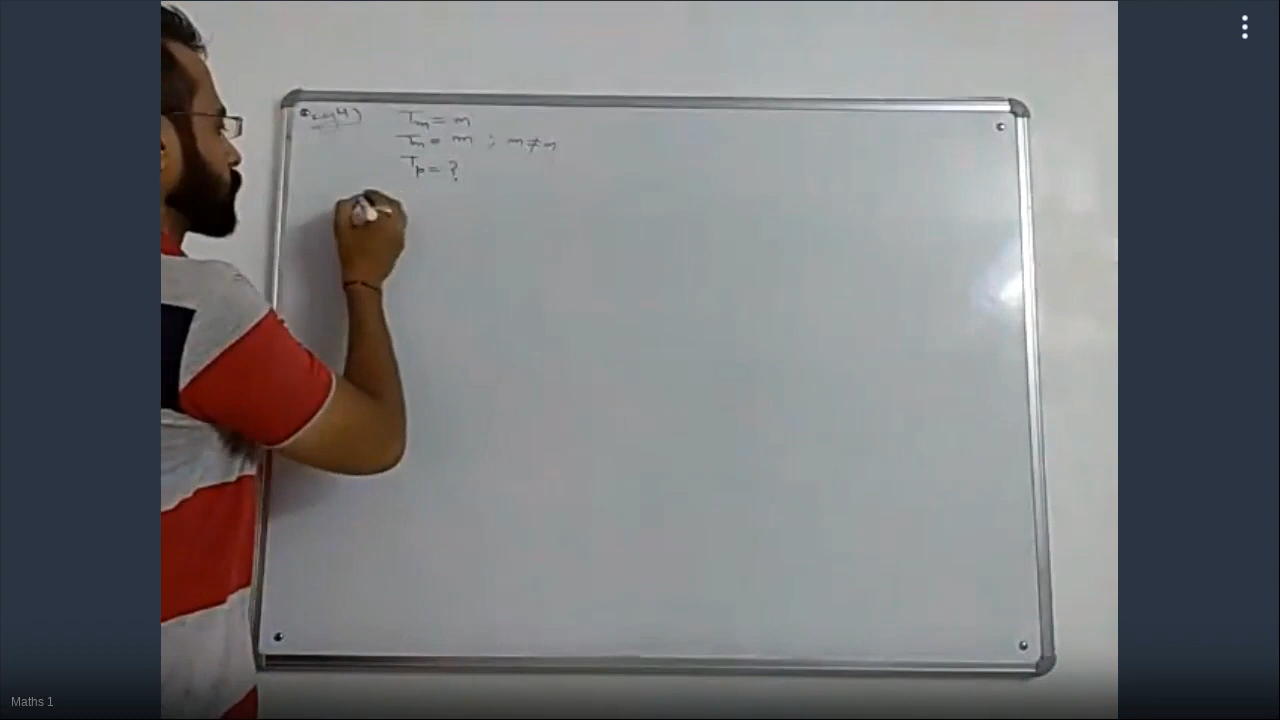 Eg 4)
Tm = n
Tn = m ; m ≠ n
Tp = ?
Maths 1